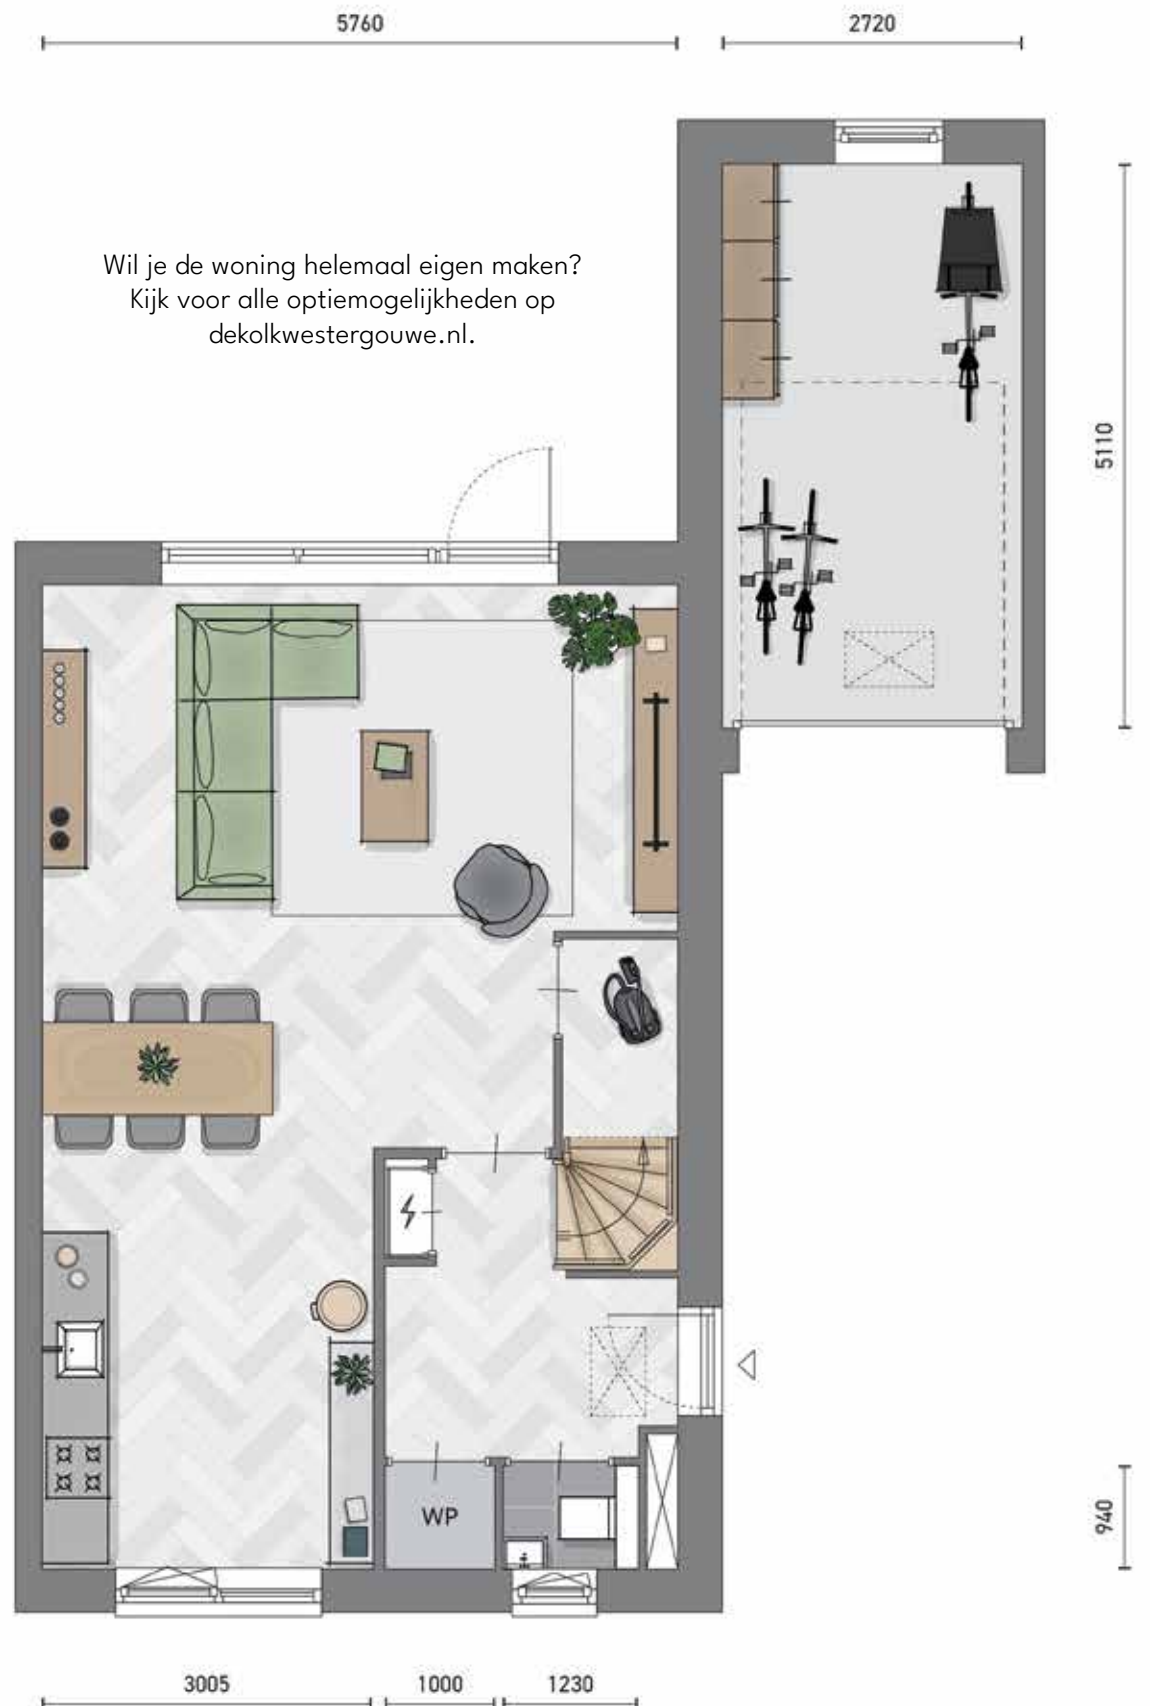 5760
2720
Wil je de woning helemaal eigen maken?
Kijk voor alle optiemogelijkheden op
dekolkwestergouwe.nl.
5110
WP
940
3005
1000
1230